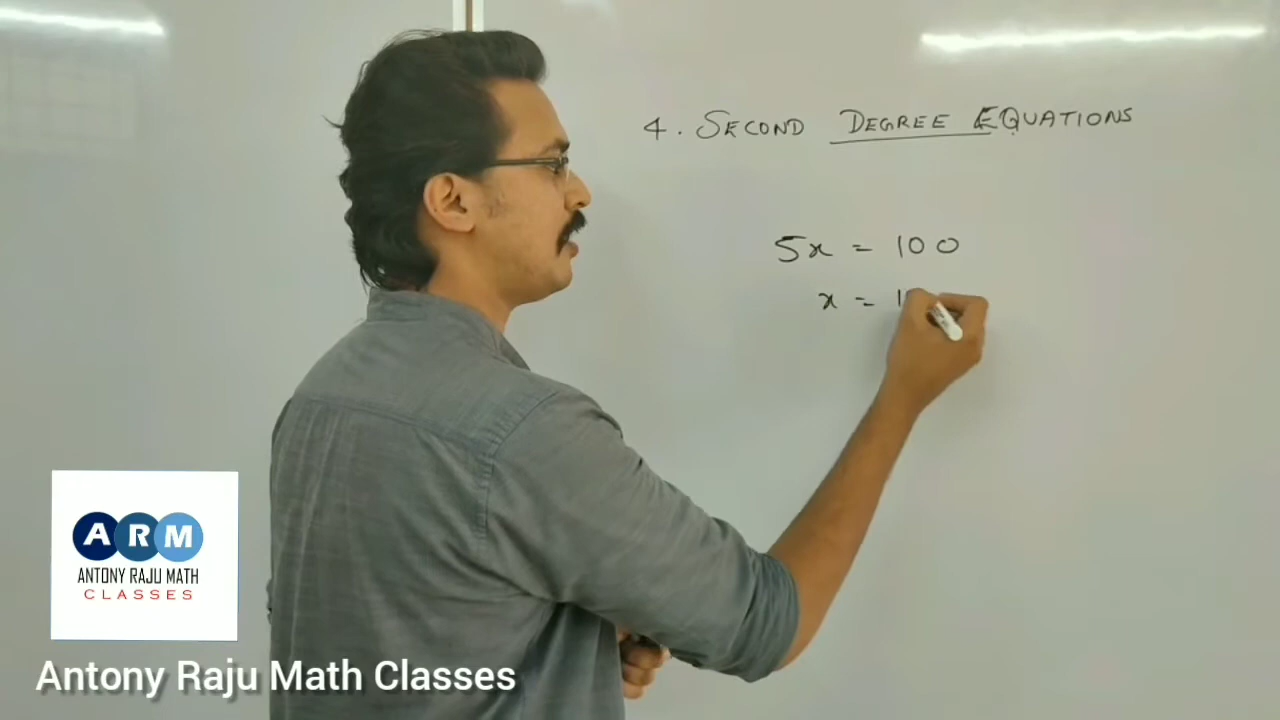 4. SECOND DEGREE EQUATIONS
5x = 100
x = 1
ARM
ANTONY RAJU MATH
CLASSES
Antony Raju Math Classes